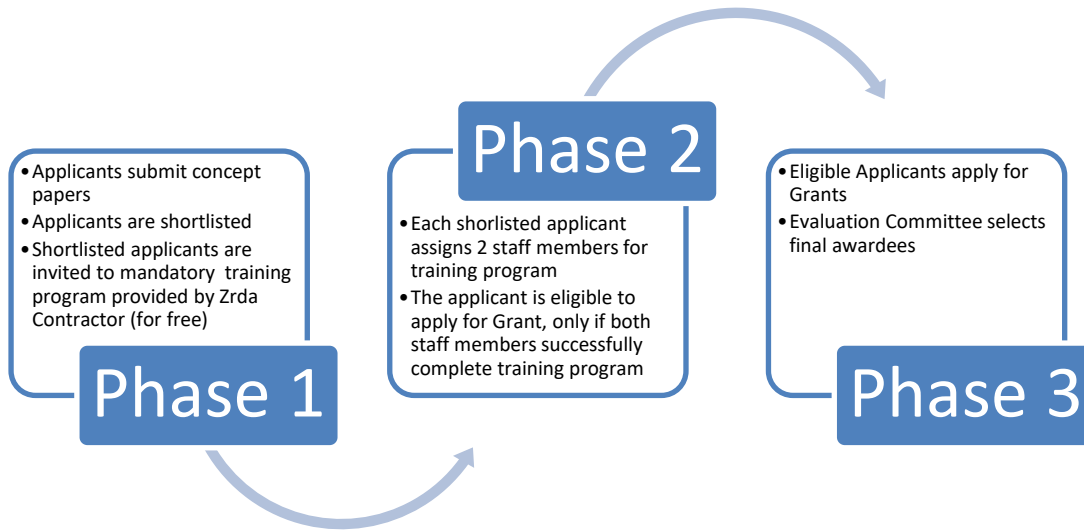 • Applicants submit concept
papers
• Applicants are shortlisted
• Shortlisted applicants are
invited to mandatory training
program provided by Zrda
Contractor (for free)
Phase 1
Phase 2
• Each shorlisted applicant
assigns 2 staff members for
training program
• The applicant is eligible to
apply for Grant, only if both
staff members successfully
complete training program
• Eligible Applicants apply for
Grants
• Evaluation Committee selects
final awardees
Phase 3